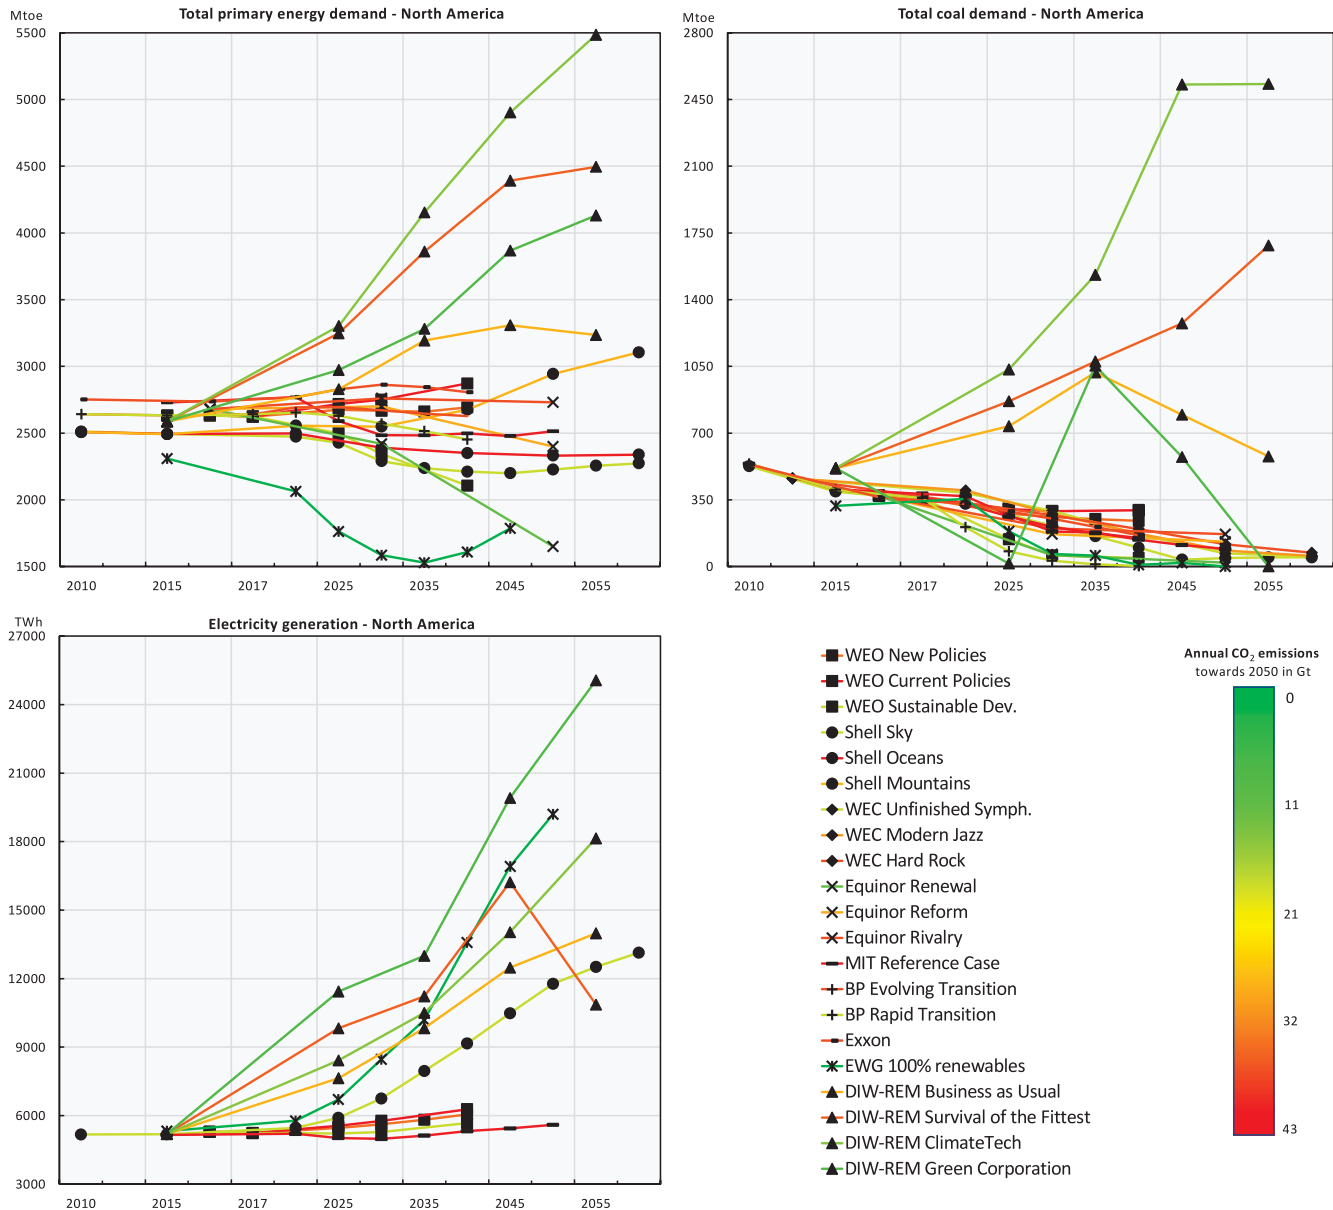 Total primary energy demand - North America
Mtoe
5500
5000
4500
4000
3500
3000
2500
2000
1500
2010 2015 2017 2025 2035 2045 2055
Total coal demand - North America
Mtoe
2800
2450
2100
1750
1400
1050
700
350
0
2010 2015 2017 2025 2035 2045 2055
Electricity generation - North America
TWh
27000
24000
21000
18000
15000
12000
9000
6000
3000
2010 2015 2017 2025 2035 2045 2055
WEO New Policies
WEO Current Policies
WEO Sustainable Dev.
Shell Sky
Shell Oceans
Shell Mountains
WEC Unfinished Symph.
WEC Modern Jazz
WEC Hard Rock
Equinor Renewal
Equinor Reform
Equinor Rivalry
MIT Reference Case
BP Evolving Transition
BP Rapid Transition
Exxon
EWG 100% renewables
DIW-REM Business as Usual
DIW-REM Survival of the Fittest
DIW-REM ClimateTech
DIW-REM Green Corporation
Annual CO₂ emissions
towards 2050 in Gt
0
11
21
32
43